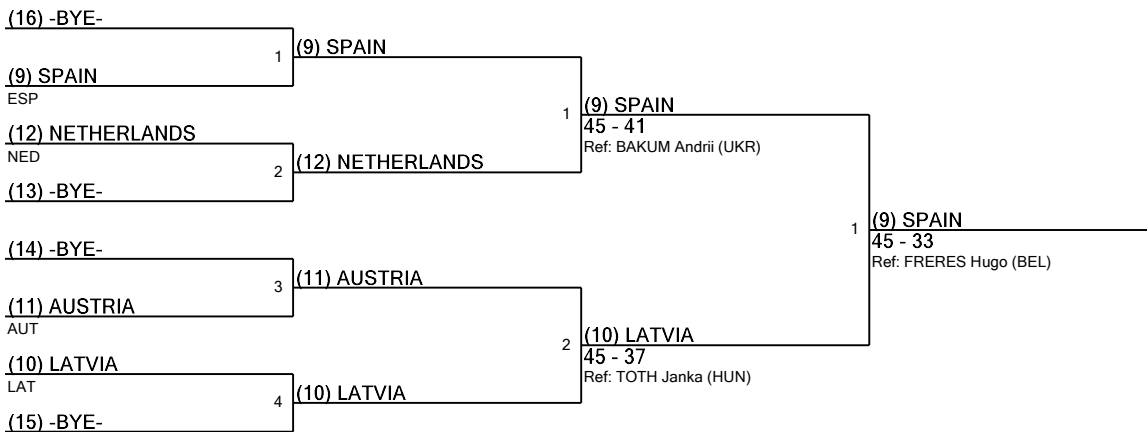 (16) -BYE-
1
(9) SPAIN
(9) SPAIN
ESP
1
(9) SPAIN
45 - 41
Ref: BAKUM Andrii (UKR)
(12) NETHERLANDS
NED
2
(12) NETHERLANDS
(13) -BYE-
1
(9) SPAIN
45 - 33
Ref: FRERES Hugo (BEL)
(14) -BYE-
3
(11) AUSTRIA
(11) AUSTRIA
AUT
2
(10) LATVIA
45 - 37
Ref: TOTH Janka (HUN)
(10) LATVIA
LAT
4
(10) LATVIA
(15) -BYE-